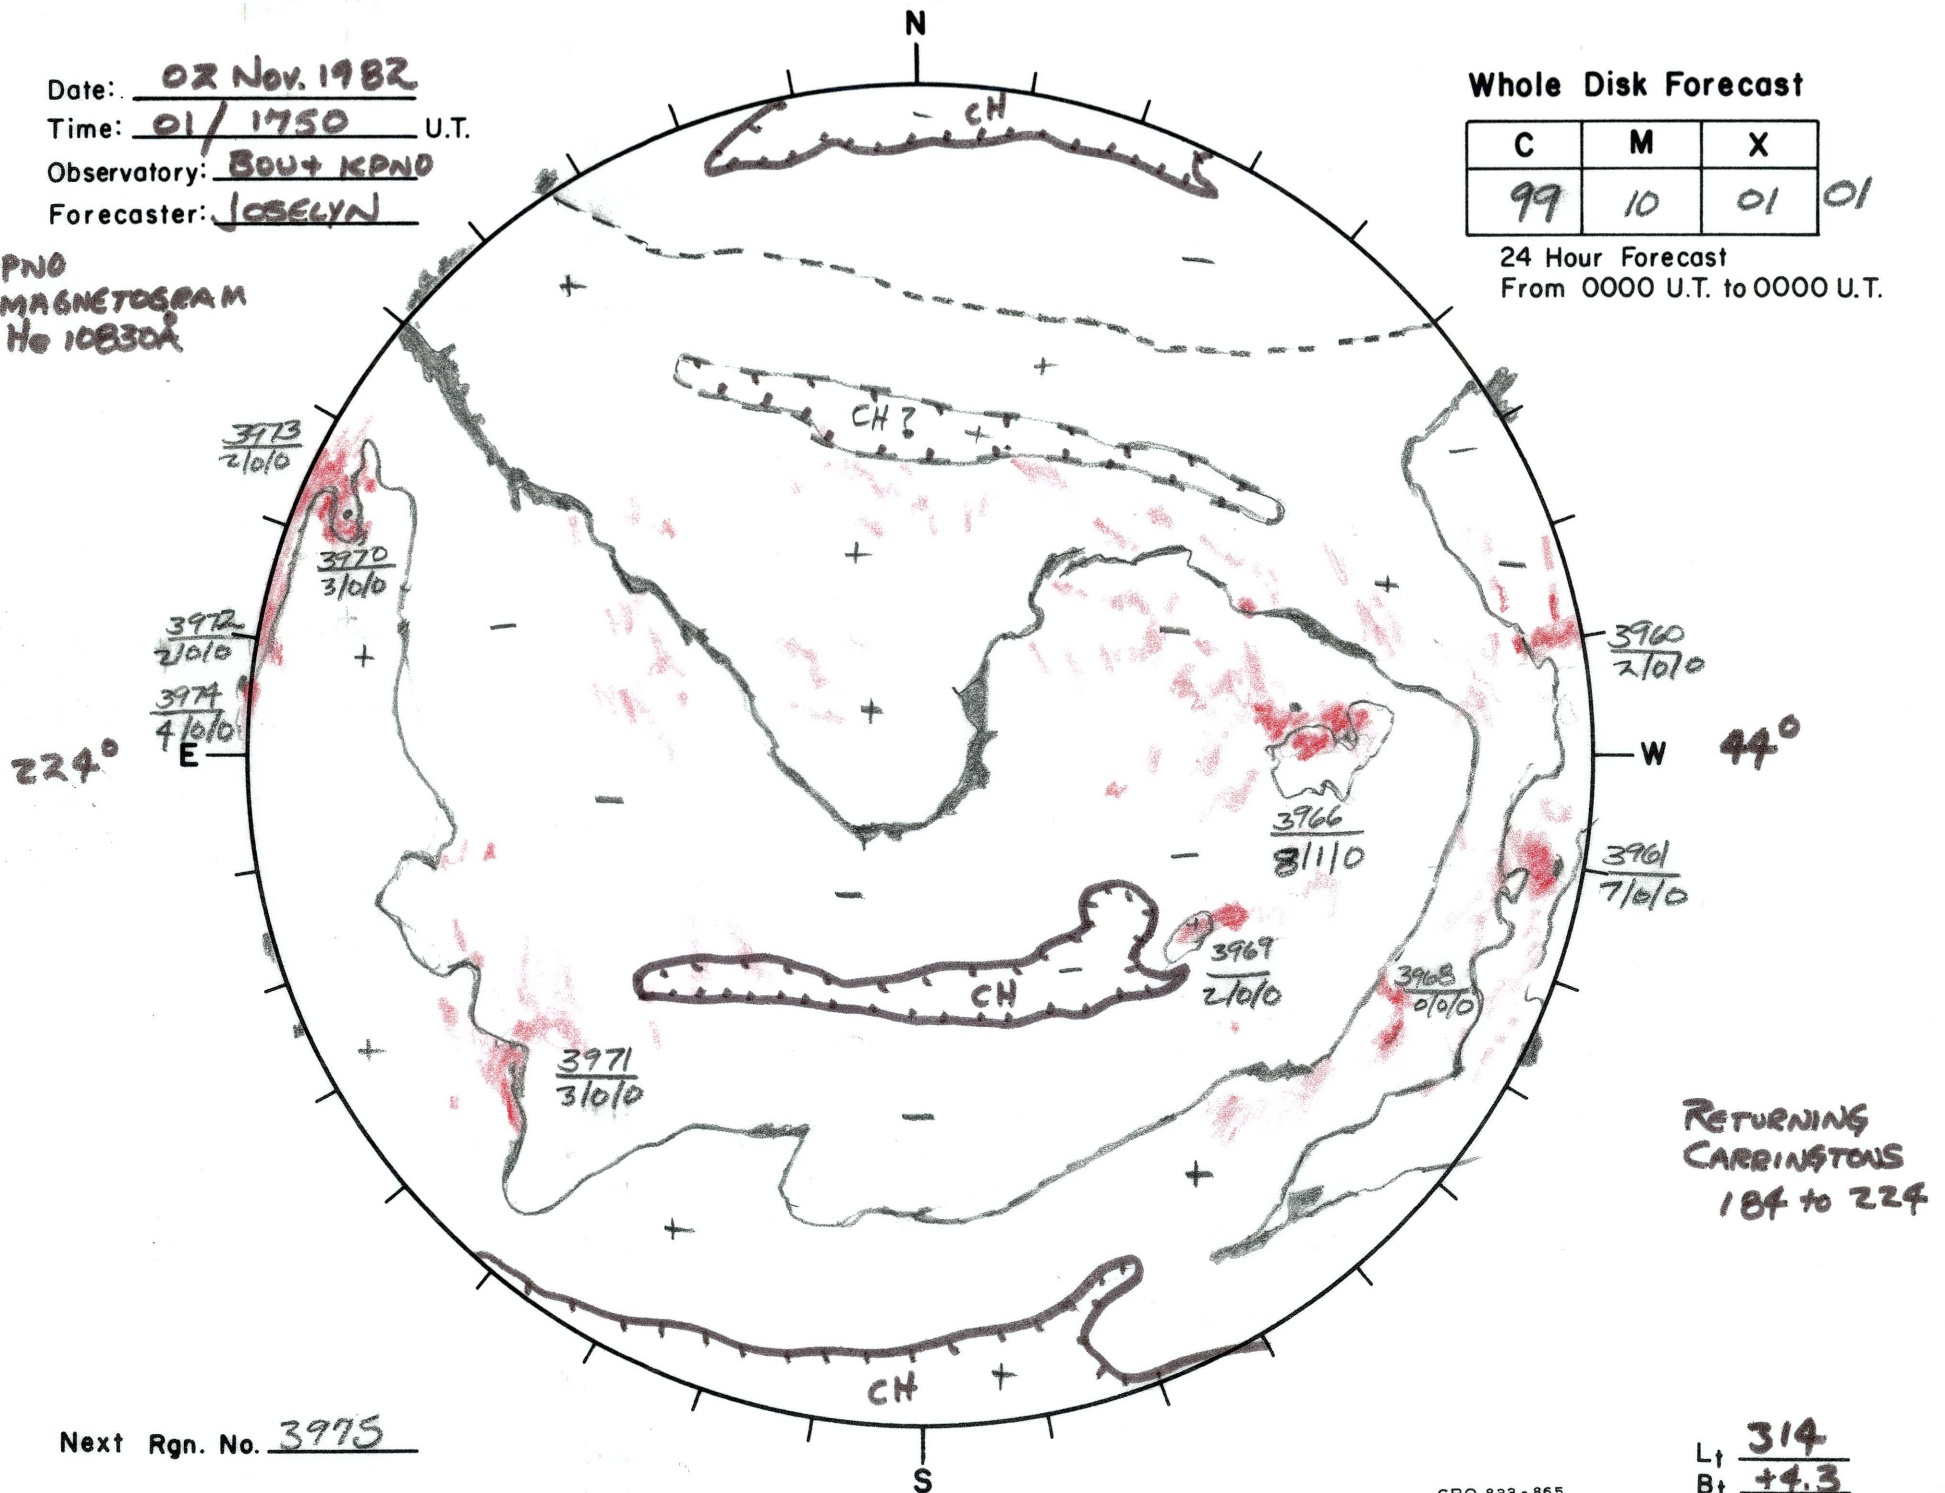 N
Date: 02 Nov. 1982
Time: 01/1750 U.T.
Observatory: BOU+ KPNO
Forecaster: JOSELYN
PNO
MAGNETOGRAM
He 10830Å
Whole Disk Forecast
C M X
99 10 01 01
24 Hour Forecast
From 0000 U.T. to 0000 U.T.
CH
CH?
3973
2/0/0
3970
3/0/0
3972
2/0/0
3974
4/0/0
224° E
3960
2/0/0
W 44°
3966
8/1/0
3961
7/0/0
3969
2/0/0
3968
0/0/0
CH
3971
3/0/0
RETURNING
CARRINGTONS
184 to 224
CH
Next Rgn. No. 3975
S
Lt 314
Bt +4.3
GPO 833-865